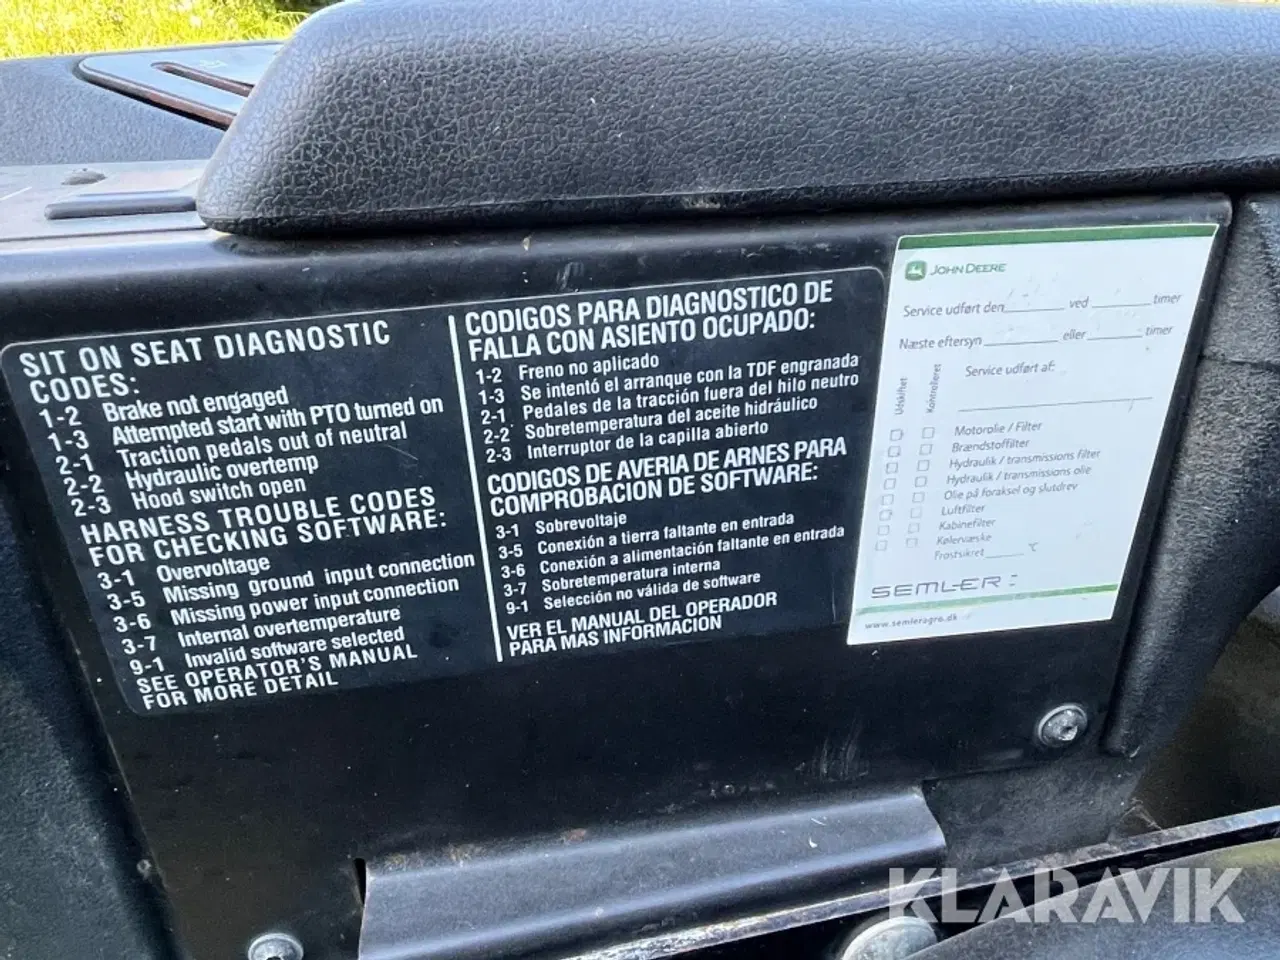 SIT ON SEAT DIAGNOSTIC
CODES:
1-2 Brake not engaged
1-3 Attempted start with PTO turned on
2-1 Traction pedals out of neutral
2-2 Hydraulic overtemp
2-3 Hood switch open
HARNESS TROUBLE CODES
FOR CHECKING SOFTWARE:
3-1 Overvoltage
3-5 Missing ground input connection
3-6 Missing power input connection
3-7 Internal overtemperature
9-1 Invalid software selected
SEE OPERATOR'S MANUAL
FOR MORE DETAIL
CODIGOS PARA DIAGNOSTICO DE
FALLA CON ASIENTO OCUPADO:
1-2 Freno no aplicado
1-3 Se intentó el arranque con la TDF engranada
2-1 Pedales de la tracción fuera del hilo neutro
2-2 Sobretemperatura del aceite hidráulico
2-3 Interruptor de la capilla abierto
CODIGOS DE AVERIA DE ARNES PARA
COMPROBACION DE SOFTWARE:
3-1 Sobrevoltaje
3-5 Conexión a tierra faltante en entrada
3-6 Conexión a alimentación faltante en entrada
3-7 Sobretemperatura interna
9-1 Selección no válida de software
VER EL MANUAL DEL OPERADOR
PARA MAS INFORMACION
JOHN DEERE
Service udført den ved timer
Næste eftersyn eller timer
Udskiftet Kontrolleret Service udført af:
Motorolie / Filter
Brændstoffilter
Hydraulik / transmissions filter
Hydraulik / transmissions olie
Olie på foraksel og slutdrev
Luftfilter
Kabinefilter
Kølervæske
Frostsikret °C
SEMLER
www.semleragro.dk
KLARAVIK